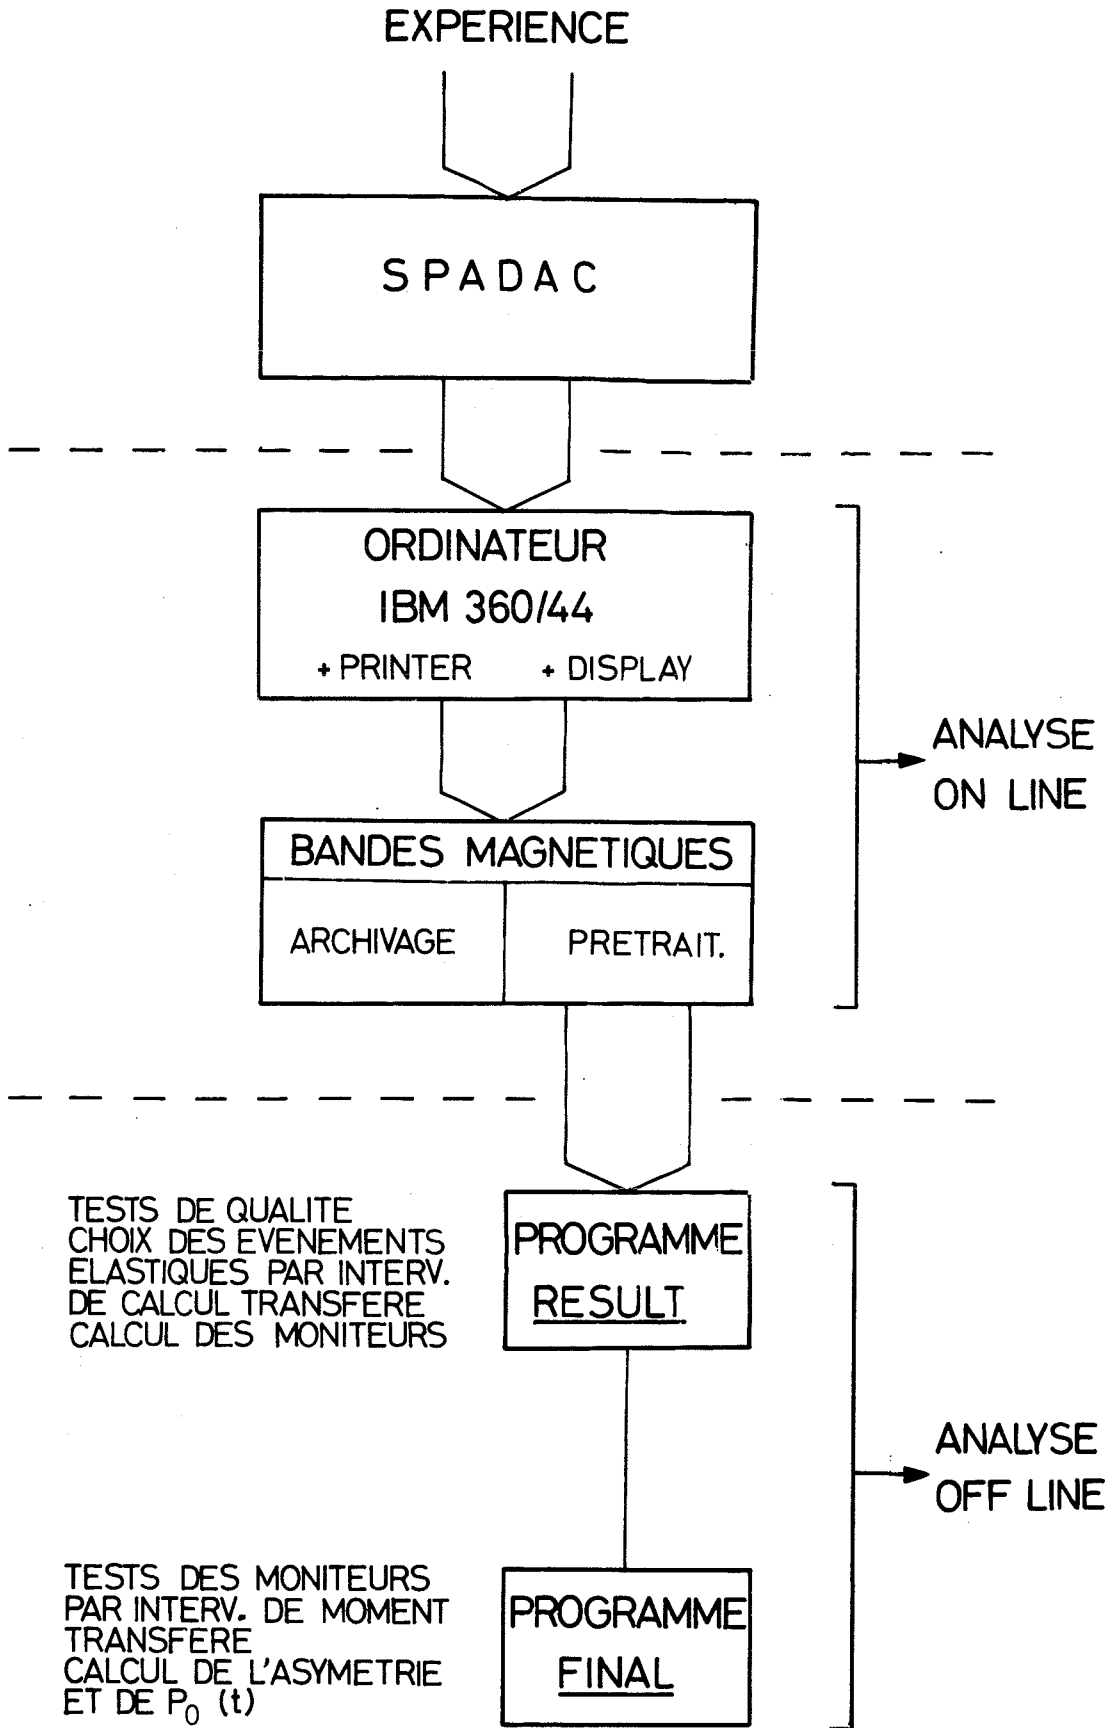 EXPERIENCE
SPADAC
ORDINATEUR
IBM 360/44
+ PRINTER + DISPLAY
ANALYSE
ON LINE
BANDES MAGNETIQUES
ARCHIVAGE
PRETRAIT.
TESTS DE QUALITE
CHOIX DES EVENEMENTS
ELASTIQUES PAR INTERV.
DE CALCUL TRANSFERE
CALCUL DES MONITEURS
PROGRAMME
RESULT
ANALYSE
OFF LINE
TESTS DES MONITEURS
PAR INTERV. DE MOMENT
TRANSFERE
CALCUL DE L'ASYMETRIE
ET DE P₀ (t)
PROGRAMME
FINAL